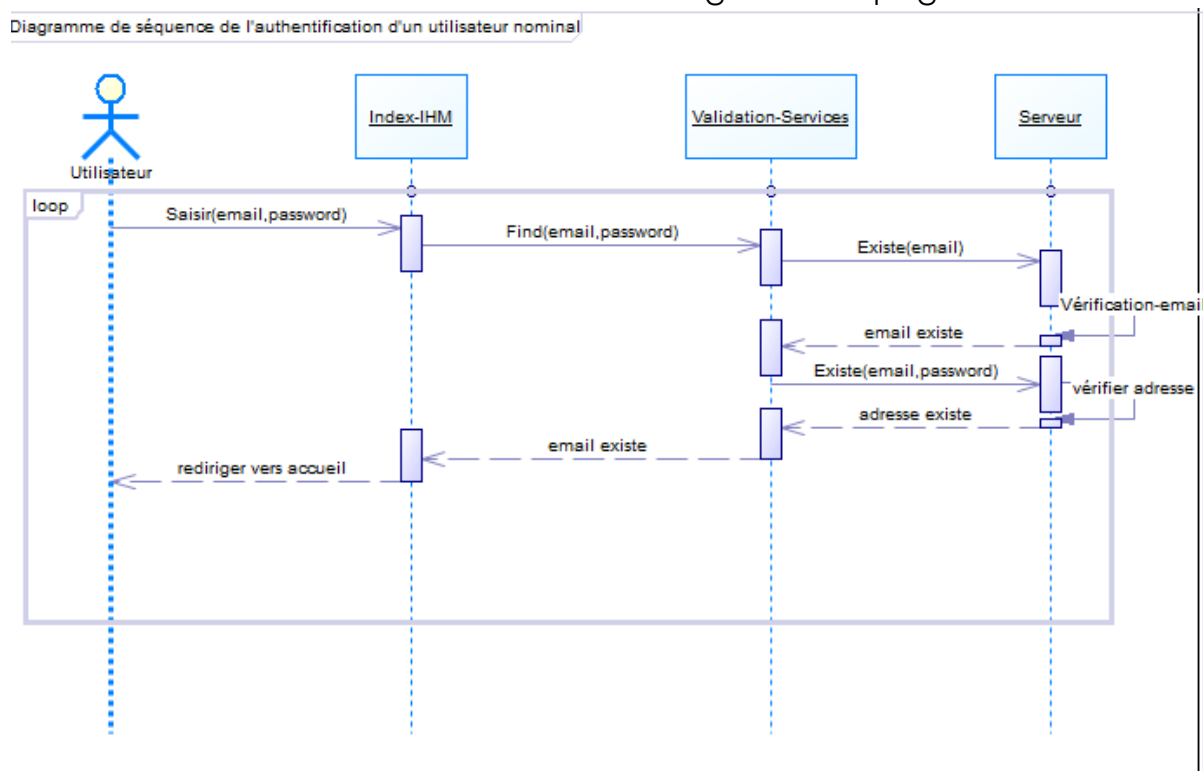 Diagramme de séquence de l'authentification d'un utilisateur nominal
Utilisateur
Index-IHM
Validation-Services
Serveur
loop
Saisir(email,password)
Find(email,password)
Existe(email)
Vérification-email
email existe
Existe(email,password)
vérifier adresse
adresse existe
email existe
rediriger vers accueil